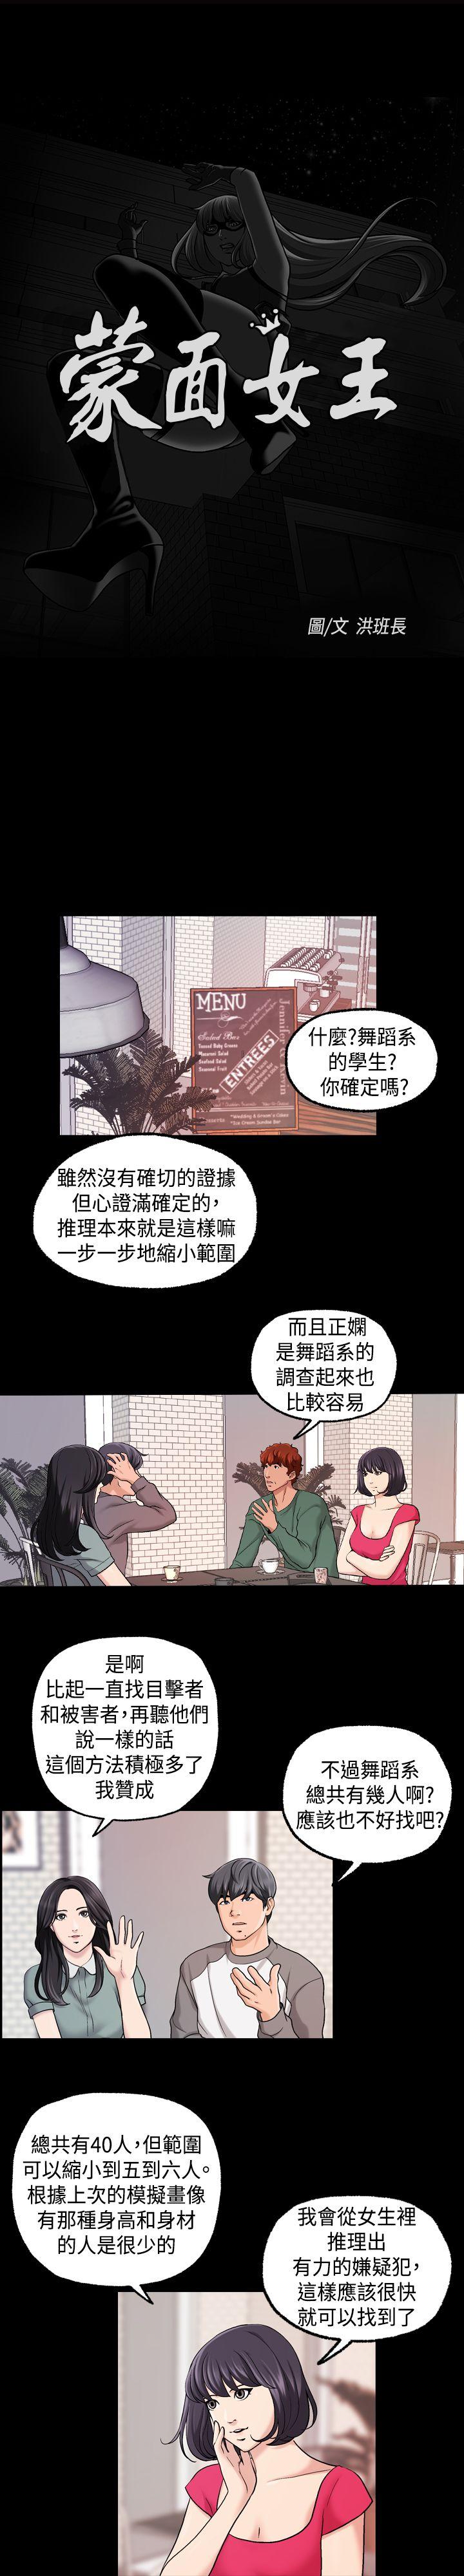 蒙面女王
圖/文 洪班長
MENU
Salad Bar
ENTREES
什麼?舞蹈系
的學生?
你確定嗎?
雖然沒有確切的證據
但心證滿確定的,
推理本來就是這樣嘛
一步一步地縮小範圍
而且正嫻
是舞蹈系的
調查起來也
比較容易
是啊
比起一直找目擊者
和被害者,再聽他們
說一樣的話
這個方法積極多了
我贊成
不過舞蹈系
總共有幾人啊?
應該也不好找吧?
總共有40人,但範圍
可以縮小到五到六人。
根據上次的模擬畫像
有那種身高和身材
的人是很少的
我會從女生裡
推理出
有力的嫌疑犯,
這樣應該很快
就可以找到了